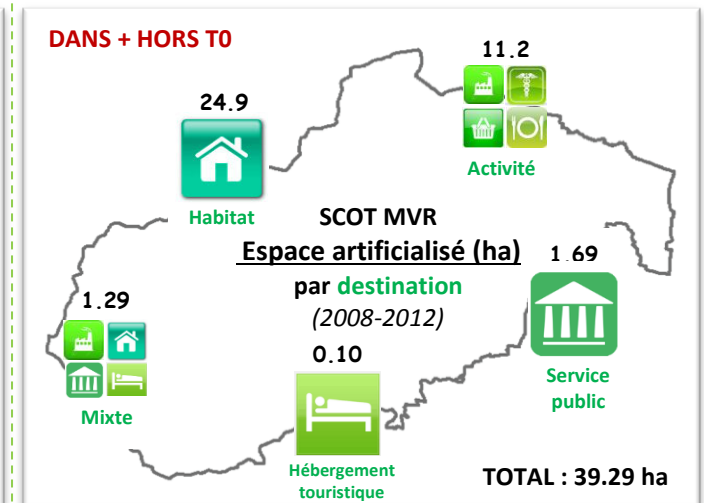 DANS + HORS T0
11.2
24.9
Activité
Habitat
SCOT MVR
Espace artificialisé (ha)
par destination
(2008-2012)
1.69
1.29
0.10
Service
public
Mixte
Hébergement
touristique
TOTAL : 39.29 ha